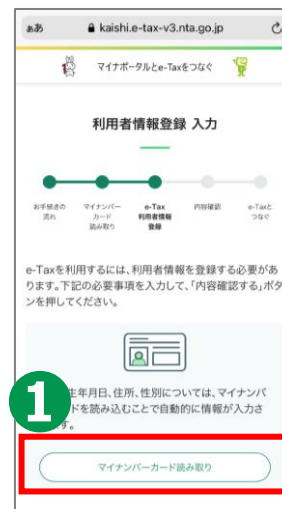 ぁあ kaishi.e-tax-v3.nta.go.jp
マイナポータルとe-Taxをつなぐ
利用者情報登録 入力
お手続きの流れ
マイナンバーカード読み取り
e-Tax利用者情報登録
内容確認
e-Taxとつなぐ
e-Taxを利用するには、利用者情報を登録する必要があ
ります。下記の必要事項を入力して、「内容確認する」ボタ
ンを押してください。
生年月日、住所、性別については、マイナンバ
ドを読み込むことで自動的に情報が入力さ
す。
1
マイナンバーカード読み取り